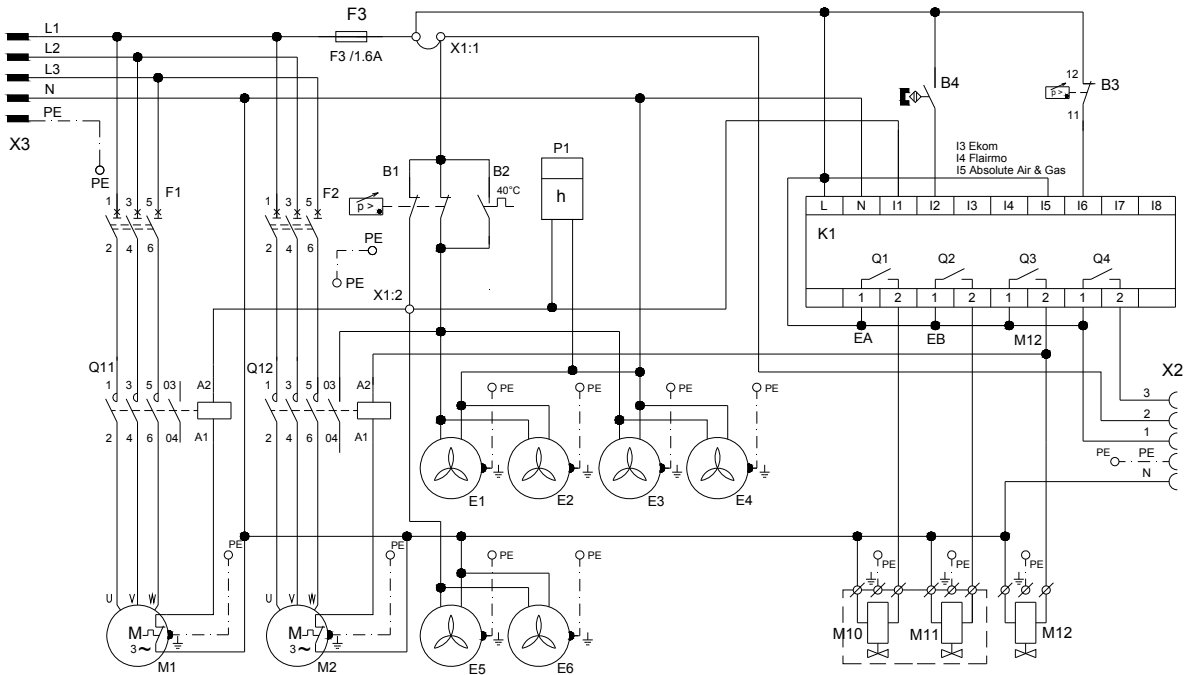 L1
L2
L3
N
PE
X3
PE
F3
F3 /1.6A
X1:1
B4
12
B3
p >
11
I3 Ekom
I4 Flairmo
I5 Absolute Air & Gas
P1
h
B1
B2
40°C
p >
F1
1 3 5
2 4 6
F2
1 3 5
2 4 6
PE
PE
X1:2
L N I1 I2 I3 I4 I5 I6 I7 I8
K1
Q1 Q2 Q3 Q4
1 2 1 2 1 2 1 2
EA EB M12
X2
3
2
1
PE PE
N
Q11
1 3 5 03 A2
2 4 6 04 A1
Q12
1 3 5 03 A2
2 4 6 04 A1
PE PE PE PE
E1 E2 E3 E4
PE PE PE PE
PE PE PE
U V W
M
3~
M1
U V W
M
3~
M2
E5 E6
M10 M11 M12